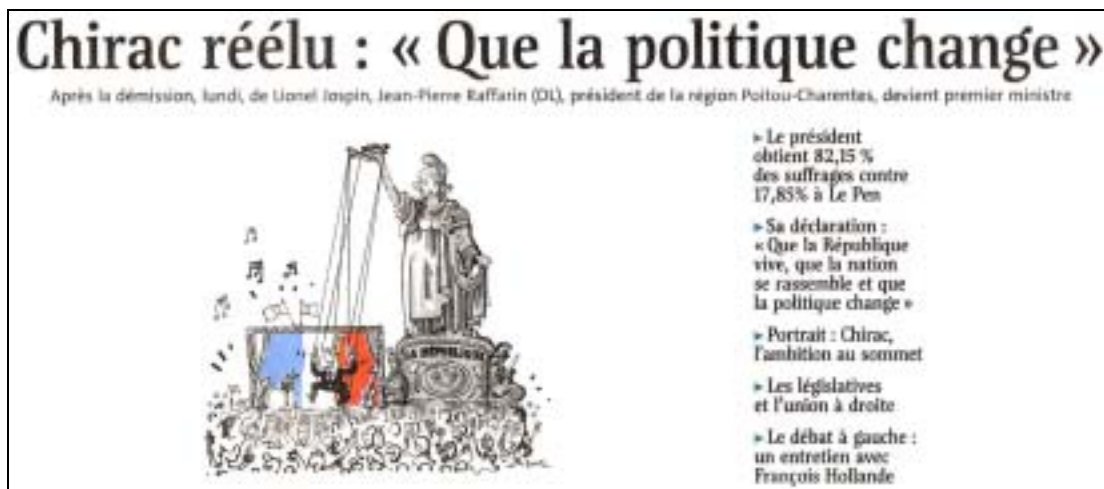 Chirac réélu : « Que la politique change »
Après la démission, lundi, de Lionel Jospin, Jean-Pierre Raffarin (DL), président de la région Poitou-Charentes, devient premier ministre
▸ Le président
obtient 82,15 %
des suffrages contre
17,85% à Le Pen
▸ Sa déclaration :
« Que la République
vive, que la nation
se rassemble et que
la politique change »
▸ Portrait : Chirac,
l'ambition au sommet
▸ Les législatives
et l'union à droite
▸ Le débat à gauche :
un entretien avec
François Hollande
LA RÉPUBLIQUE